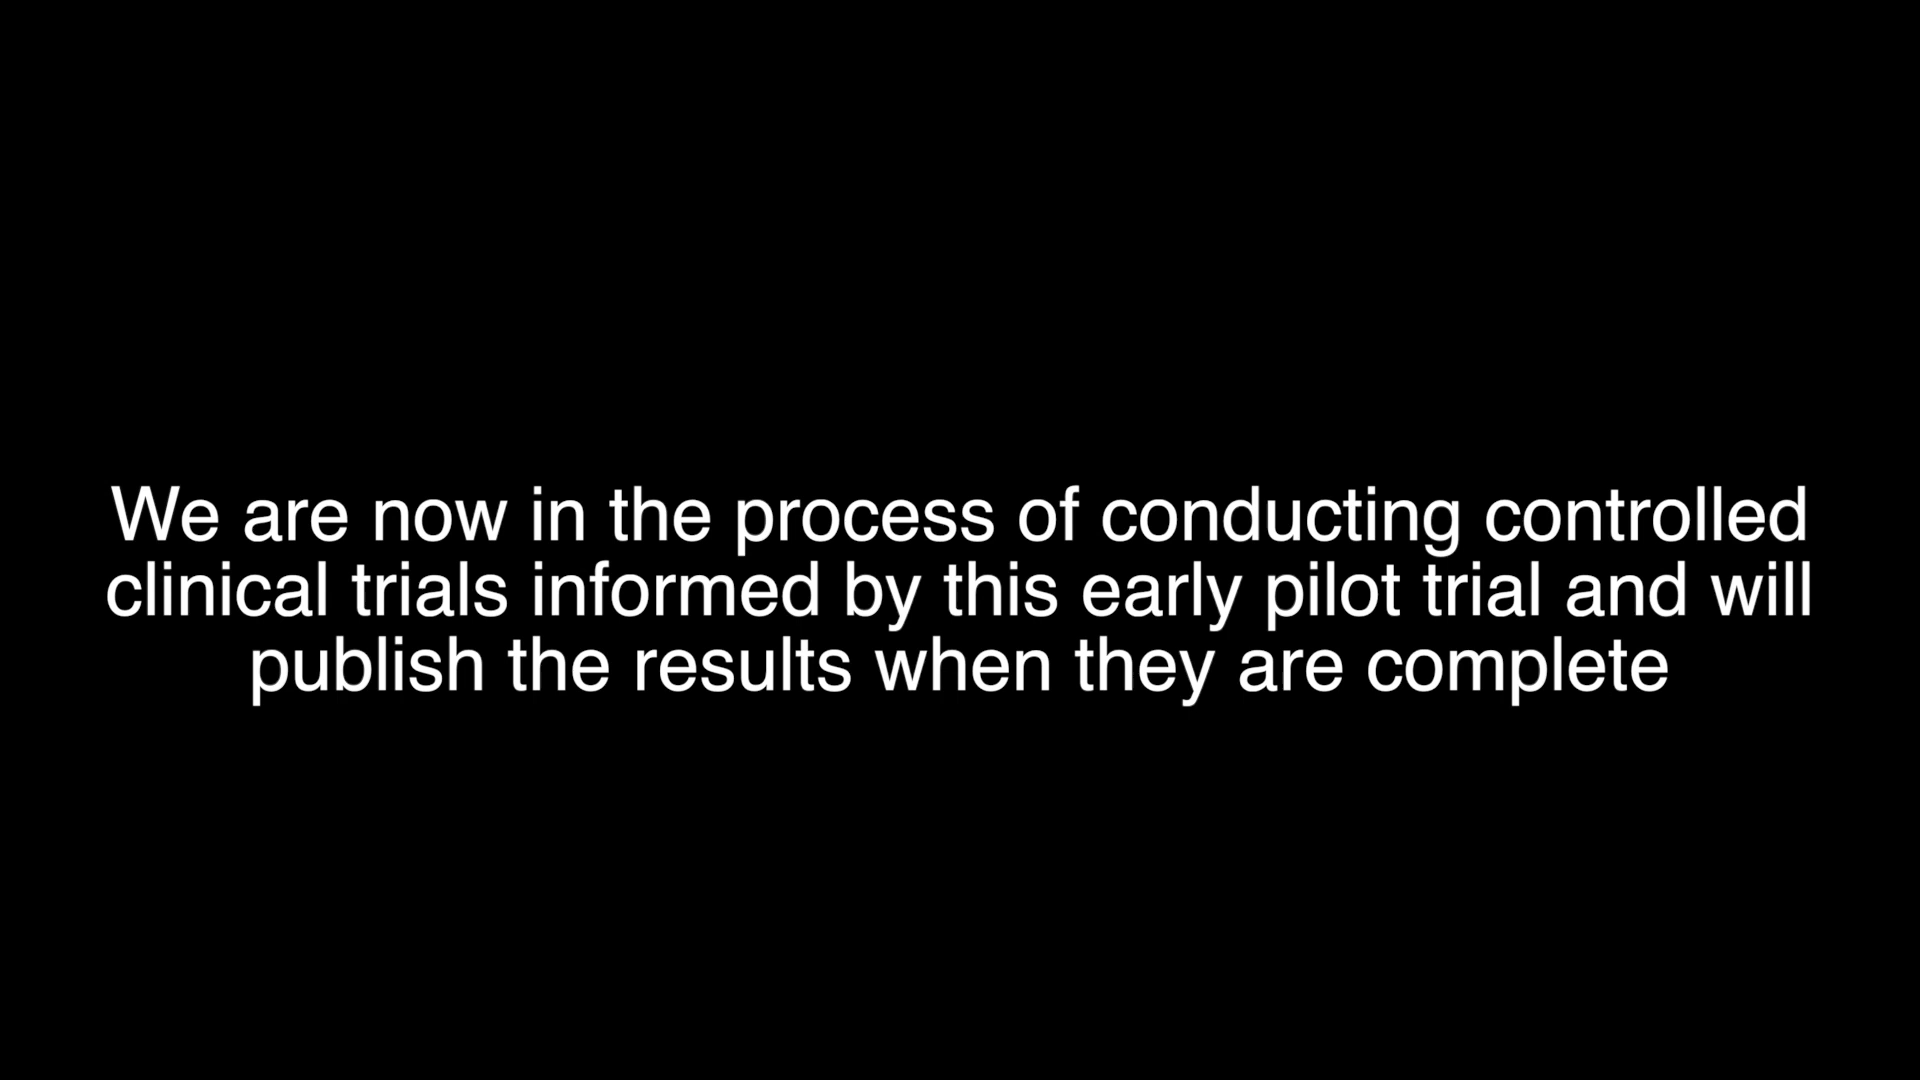 We are now in the process of conducting controlled
clinical trials informed by this early pilot trial and will
publish the results when they are complete